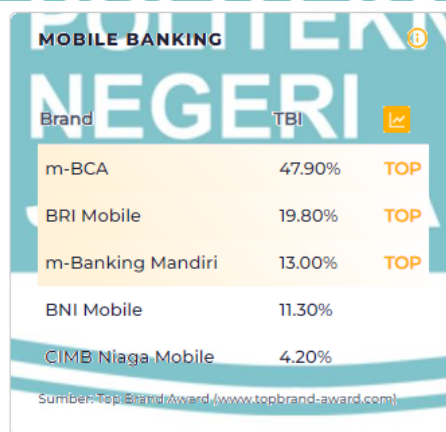 POLITEKN
MOBILE BANKING
NEGERI
Brand TBI
m-BCA 47.90% TOP
BRI Mobile 19.80% TOP
m-Banking Mandiri 13.00% TOP
BNI Mobile 11.30%
CIMB Niaga Mobile 4.20%
Sumber: Top Brand Award (www.topbrand-award.com)